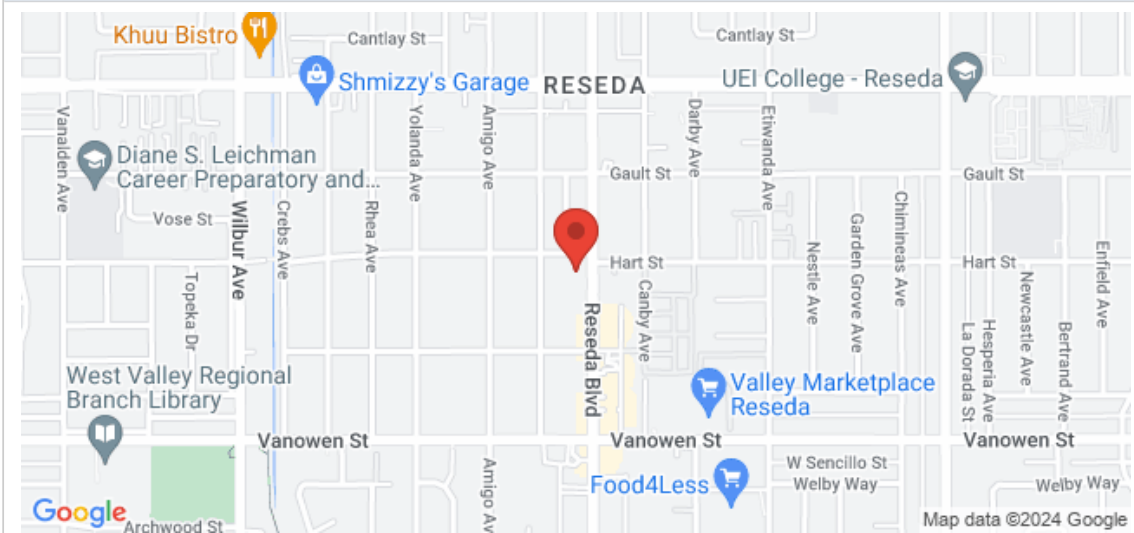 Khuu Bistro
Cantlay St
Cantlay St
Shmizzy's Garage
RESEDA
UEI College - Reseda
Vanalden Ave
Yolanda Ave
Amigo Ave
Darby Ave
Etiwanda Ave
Diane S. Leichman
Career Preparatory and...
Gault St
Gault St
Vose St
Wilbur Ave
Crebs Ave
Rhea Ave
Chimineas Ave
Garden Grove Ave
Nestle Ave
Enfield Ave
Hart St
Hart St
Topeka Dr
Canby Ave
Reseda Blvd
Newcastle Ave
Hesperia Ave
La Dorada St
Bertrand Ave
West Valley Regional
Branch Library
Valley Marketplace
Reseda
Vanowen St
Vanowen St
Vanowen St
Amigo Av
Food4Less
W Sencillo St
Welby Way
Welby Way
Google
Archwood St
Map data ©2024 Google